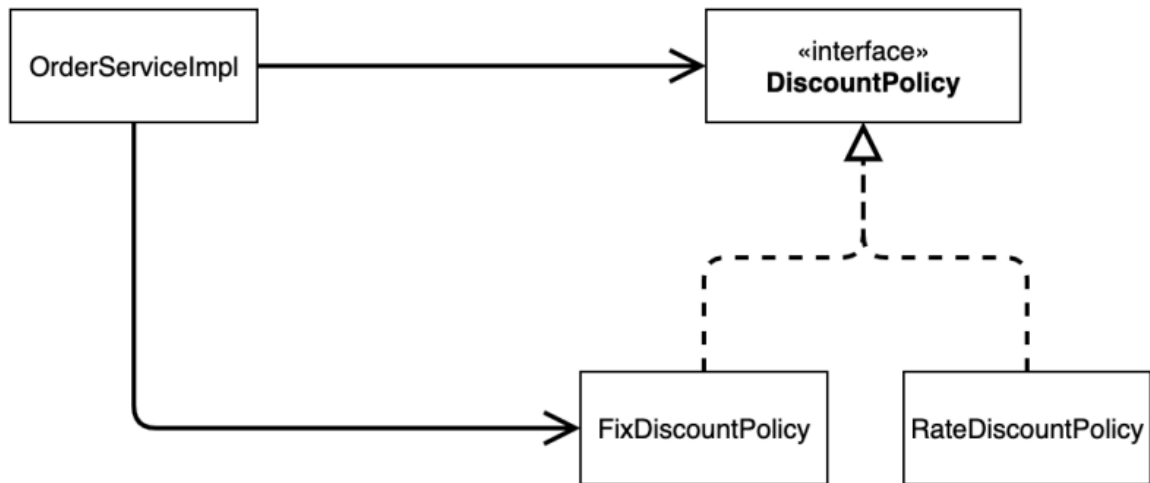 OrderServiceImpl
«interface»
DiscountPolicy
FixDiscountPolicy
RateDiscountPolicy